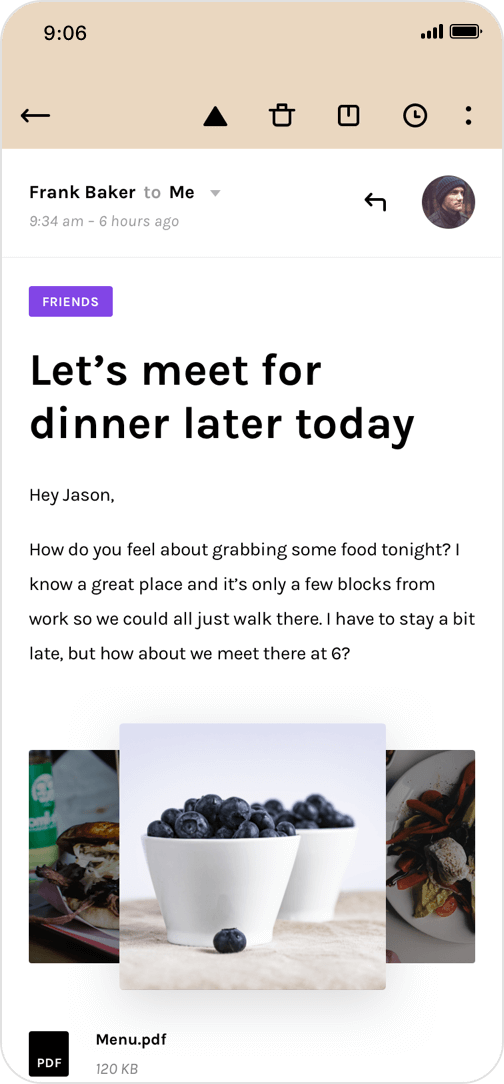 9:06
Frank Baker to Me
9:34 am – 6 hours ago
FRIENDS
Let’s meet for
dinner later today
Hey Jason,
How do you feel about grabbing some food tonight? I
know a great place and it’s only a few blocks from
work so we could all just walk there. I have to stay a bit
late, but how about we meet there at 6?
PDF
Menu.pdf
120 KB